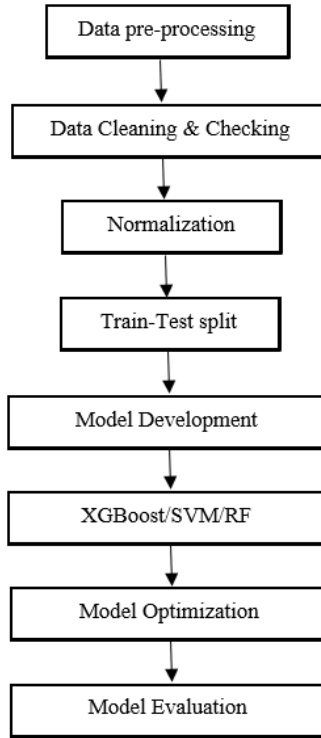 Data pre-processing
Data Cleaning & Checking
Normalization
Train-Test split
Model Development
XGBoost/SVM/RF
Model Optimization
Model Evaluation